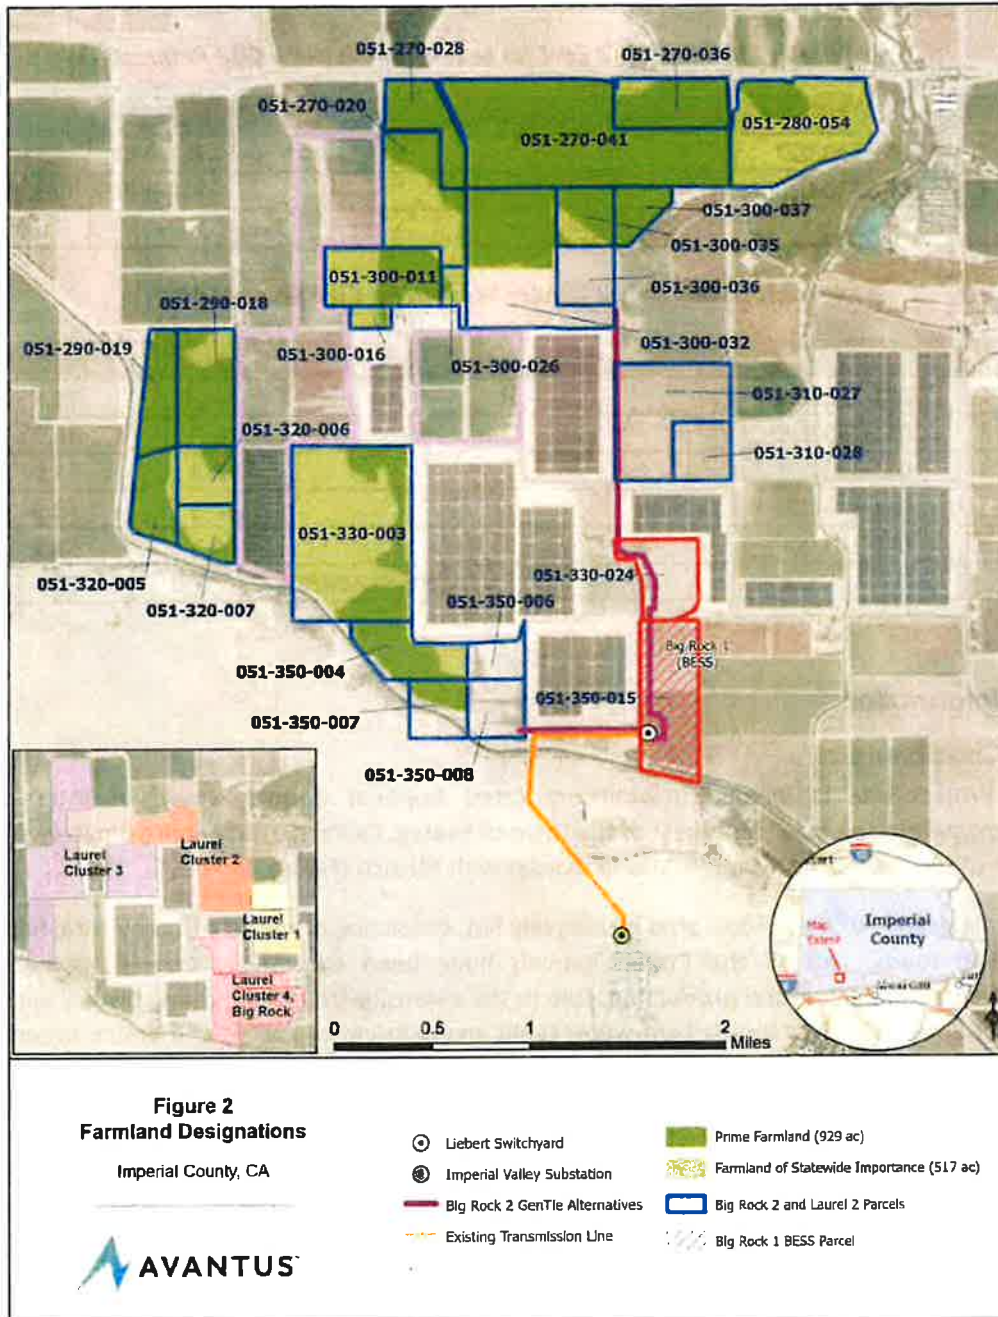 051-270-028
051-270-036
051-270-020
051-280-054
051-270-041
051-300-037
051-300-035
051-300-011
051-300-036
051-290-018
051-290-019
051-300-016
051-300-026
051-300-032
051-310-027
051-320-006
051-310-028
051-330-003
051-330-024
051-320-005
051-350-006
051-320-007
Big Rock 1
(BESS)
051-350-004
051-350-015
051-350-007
051-350-008
Laurel
Cluster 3
Laurel
Cluster 2
Laurel
Cluster 1
Laurel
Cluster 4,
Big Rock
Imperial
County
Map
Extent
Mexicali
0 0.5 1 2
Miles
Figure 2
Farmland Designations
Imperial County, CA
AVANTUS
Liebert Switchyard
Imperial Valley Substation
Big Rock 2 GenTie Alternatives
Existing Transmission Line
Prime Farmland (929 ac)
Farmland of Statewide Importance (517 ac)
Big Rock 2 and Laurel 2 Parcels
Big Rock 1 BESS Parcel